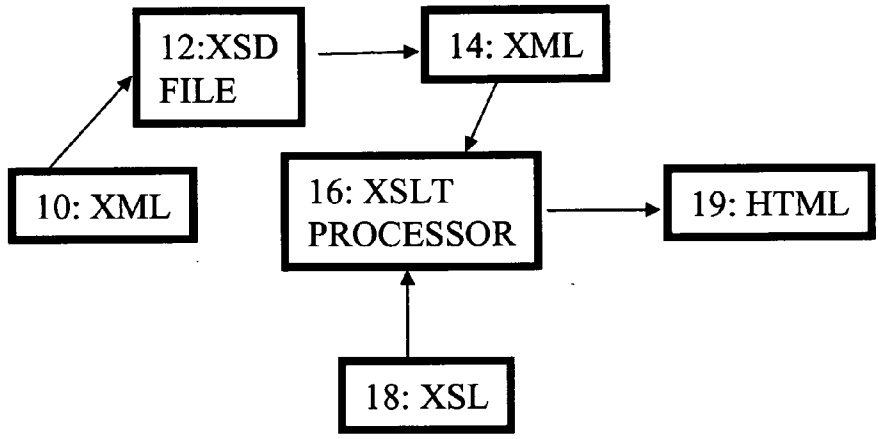 12:XSD
FILE
14: XML
10: XML
16: XSLT
PROCESSOR
19: HTML
18: XSL